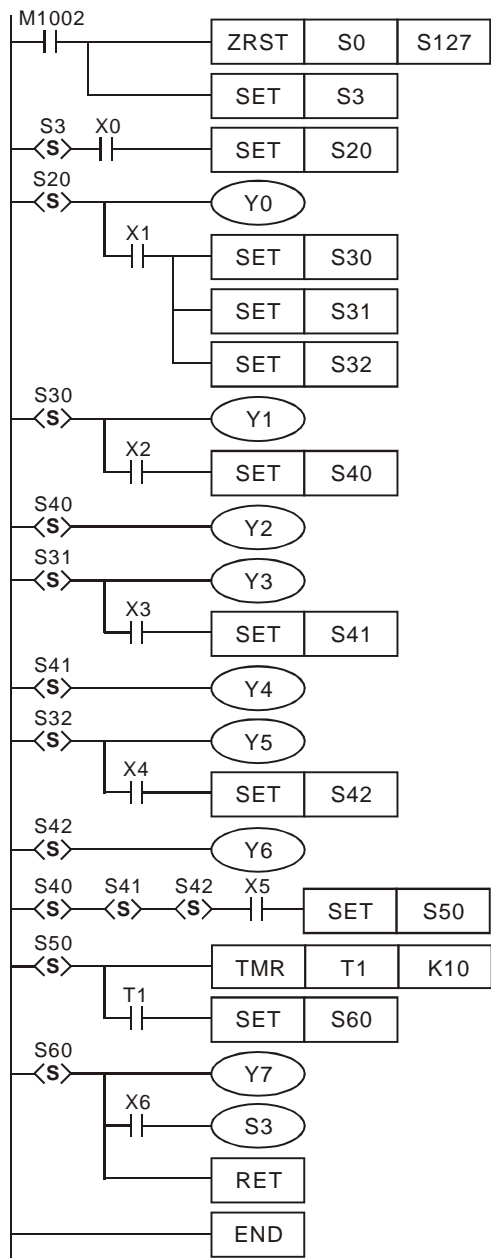 M1002
ZRST S0 S127
SET S3
S3 X0
S SET S20
S20
S Y0
X1
SET S30
SET S31
SET S32
S30
S Y1
X2
SET S40
S40
S Y2
S31
S Y3
X3
SET S41
S41
S Y4
S32
S Y5
X4
SET S42
S42
S Y6
S40 S41 S42 X5
S S S SET S50
S50
S TMR T1 K10
T1
SET S60
S60
S Y7
X6
S3
RET
END